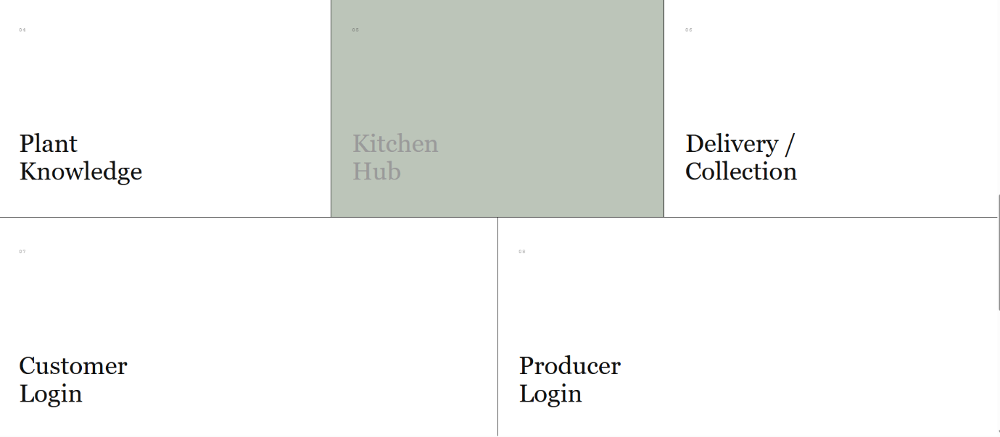 04
Plant
Knowledge
05
Kitchen
Hub
06
Delivery /
Collection
07
Customer
Login
08
Producer
Login